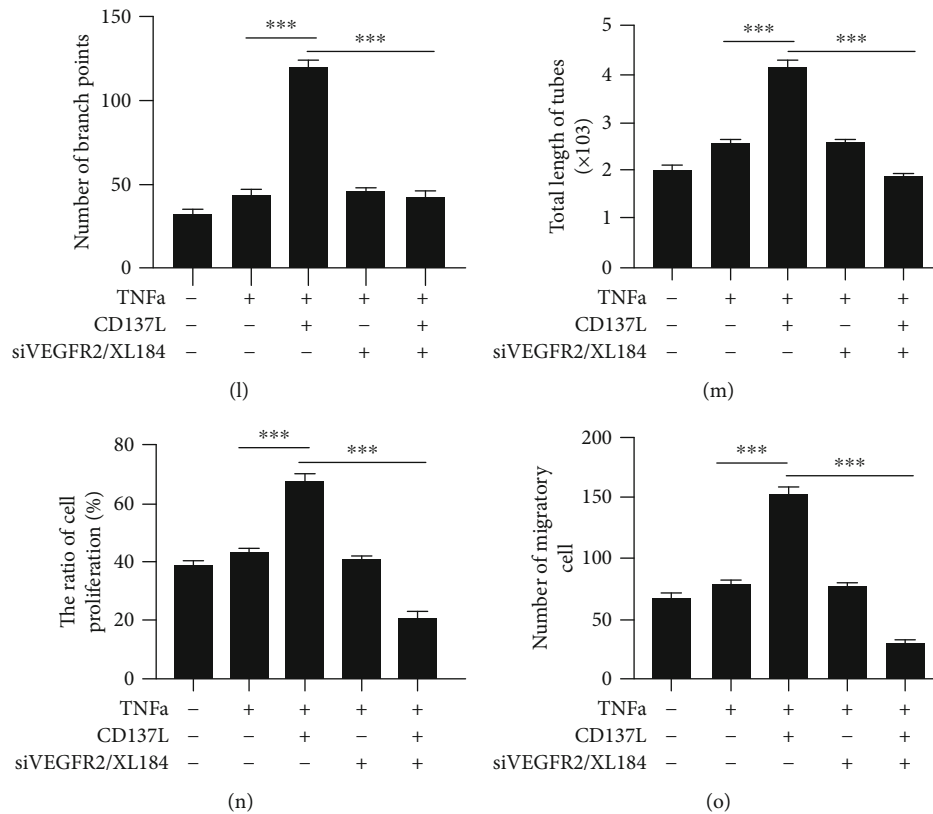 Number of branch points
150
100
50
0
***
***
TNFa – + + + +
CD137L – – + – +
siVEGFR2/XL184 – – – + +
(l)
Total length of tubes
(×103)
5
4
3
2
1
0
***
***
TNFa – + + + +
CD137L – – + – +
siVEGFR2/XL184 – – – + +
(m)
The ratio of cell
proliferation (%)
80
60
40
20
0
***
***
TNFa – + + + +
CD137L – – + – +
siVEGFR2/XL184 – – – + +
(n)
Number of migratory
cell
200
150
100
50
0
***
***
TNFa – + + + +
CD137L – – + – +
siVEGFR2/XL184 – – – + +
(o)